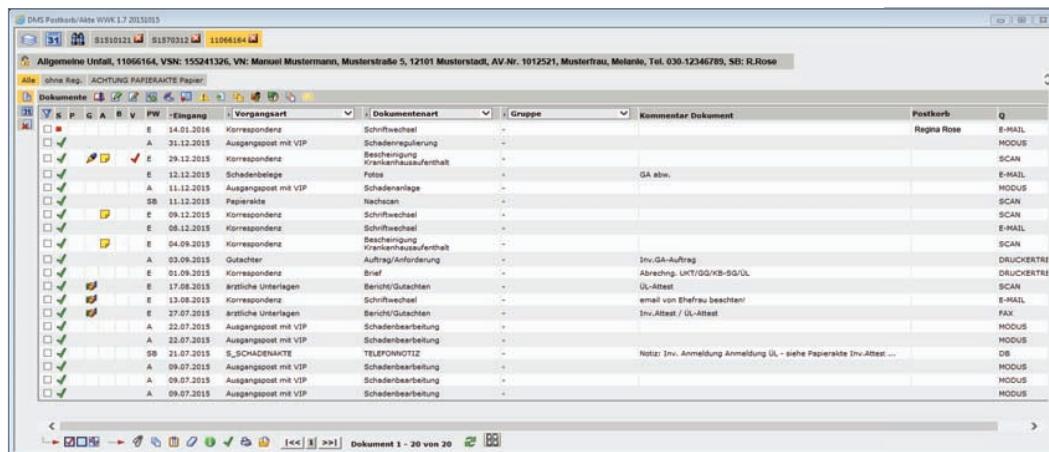 DMS Postkorb/Akte WWK 1.7 20151015
31 S1510121 S1570312 11066164
Allgemeine Unfall, 11066164, VSN: 155241326, VN: Manuel Mustermann, Musterstraße 5, 12101 Musterstadt, AV-Nr. 1012521, Musterfrau, Melanie, Tel. 030-12346789, SB: R.Rose
Alle ohne Reg. ACHTUNG PAPIERAKTE Papier
Dokumente
S P G A B V PW Eingang Vorgangsart Dokumentenart Gruppe Kommentar Dokument Postkorb Q
E 14.01.2016 Korrespondenz Schriftwechsel - Regina Rose E-MAIL
A 31.12.2015 Ausgangspost mit VIP Schadenregulierung - MODUS
E 29.12.2015 Korrespondenz Bescheinigung Krankenhausaufenthalt - SCAN
E 12.12.2015 Schadenbelege Fotos - GA abw. E-MAIL
A 11.12.2015 Ausgangspost mit VIP Schadenanlage - MODUS
SB 11.12.2015 Papierakte Nachscan - SCAN
E 09.12.2015 Korrespondenz Schriftwechsel - SCAN
E 08.12.2015 Korrespondenz Schriftwechsel - E-MAIL
E 04.09.2015 Korrespondenz Bescheinigung Krankenhausaufenthalt - SCAN
A 03.09.2015 Gutachter Auftrag/Anforderung - Inv.GA-Auftrag DRUCKERTRE
E 01.09.2015 Korrespondenz Brief - Abrechng. UKT/GG/KB-SG/ÜL DRUCKERTRE
E 17.08.2015 ärztliche Unterlagen Bericht/Gutachten - ÜL-Attest SCAN
E 13.08.2015 Korrespondenz Schriftwechsel - email von Ehefrau beachten! E-MAIL
E 27.07.2015 ärztliche Unterlagen Bericht/Gutachten - Inv.Attest / ÜL-Attest FAX
A 22.07.2015 Ausgangspost mit VIP Schadenbearbeitung - MODUS
A 22.07.2015 Ausgangspost mit VIP Schadenbearbeitung - MODUS
SB 21.07.2015 S_SCHADENAKTE TELEFONNOTIZ - Notiz: Inv. Anmeldung Anmeldung ÜL - siehe Papierakte Inv.Attest ... DB
A 09.07.2015 Ausgangspost mit VIP Schadenbearbeitung - MODUS
A 09.07.2015 Ausgangspost mit VIP Schadenbearbeitung - MODUS
A 09.07.2015 Ausgangspost mit VIP Schadenbearbeitung - MODUS
|<< 1 >>| Dokument 1 - 20 von 20